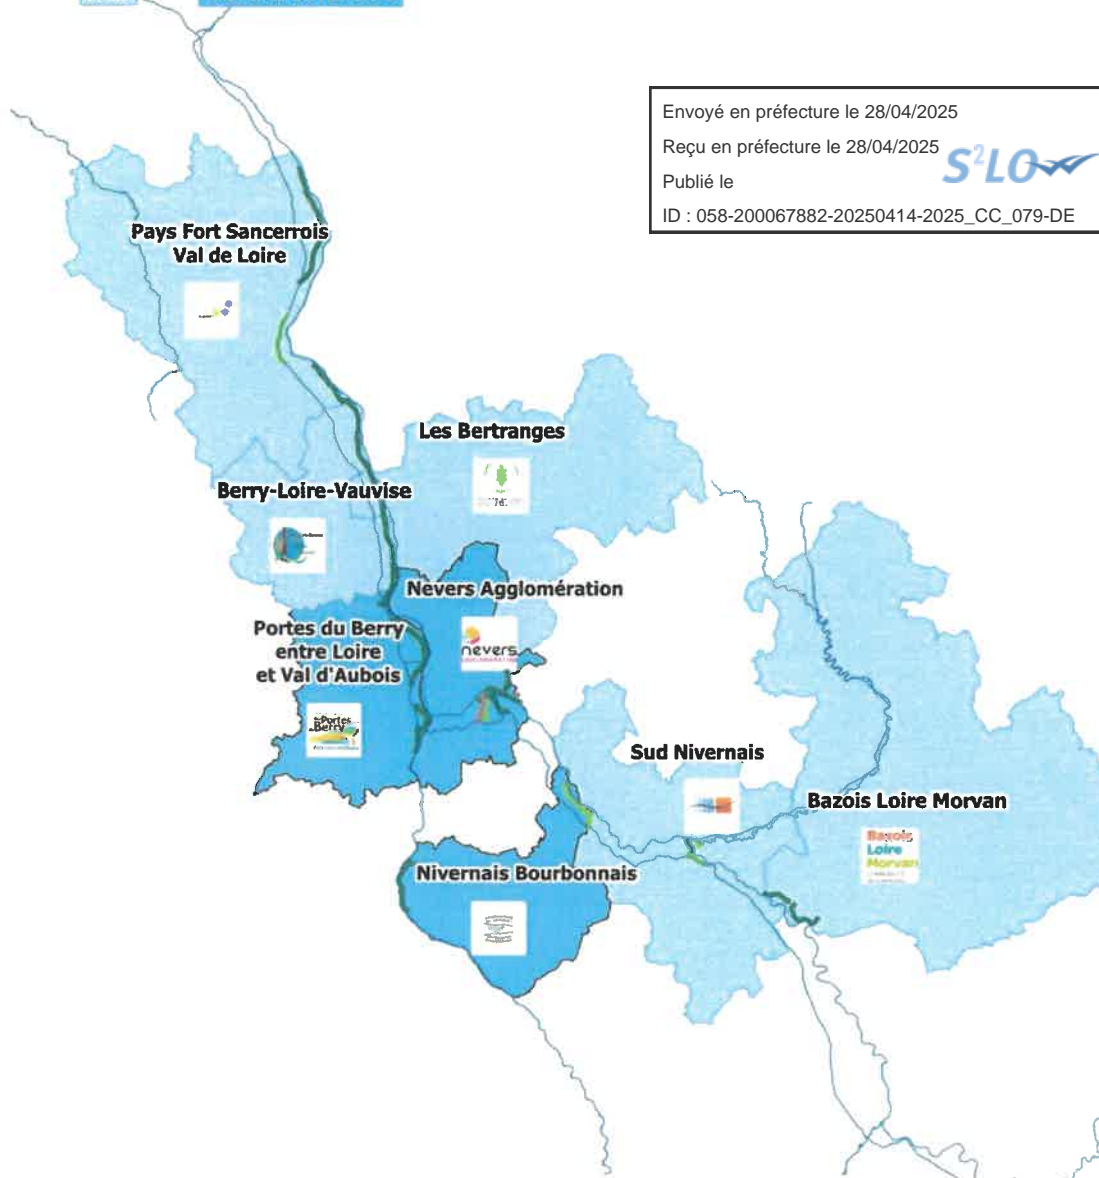 Envoyé en préfecture le 28/04/2025
Reçu en préfecture le 28/04/2025
S²LO
Publié le
ID : 058-200067882-20250414-2025_CC_079-DE
Pays Fort Sancerrois
Val de Loire
Les Bertranges
Berry-Loire-Vauvise
Nevers Agglomération
nevers
Portes du Berry
entre Loire
et Val d'Aubois
Portes
Berry
Sud Nivernais
Bazois Loire Morvan
Bazois
Loire
Morvan
Nivernais Bourbonnais